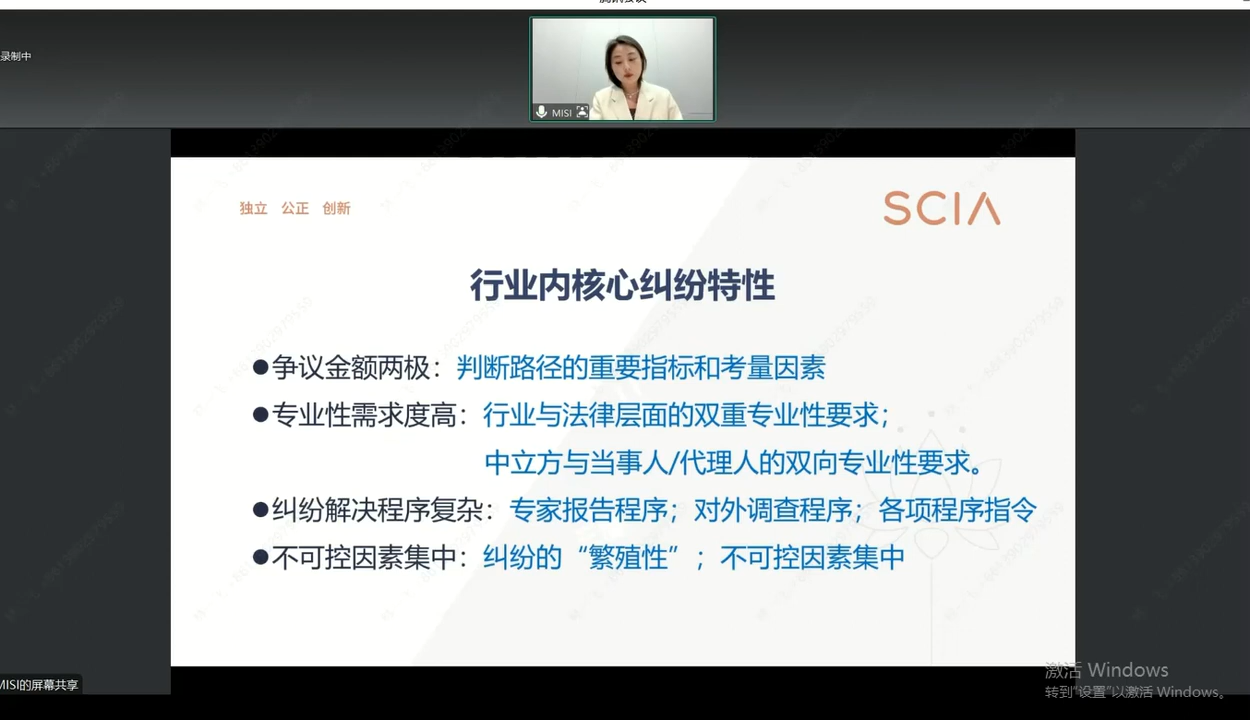 录制中
MISI
独立 公正 创新
SCIA
行业内核心纠纷特性
●争议金额两极：判断路径的重要指标和考量因素
●专业性需求度高：行业与法律层面的双重专业性要求；
中立方与当事人/代理人的双向专业性要求。
●纠纷解决程序复杂：专家报告程序；对外调查程序；各项程序指令
●不可控因素集中：纠纷的“繁殖性”；不可控因素集中
激活 Windows
转到“设置”以激活 Windows。
MISI的屏幕共享